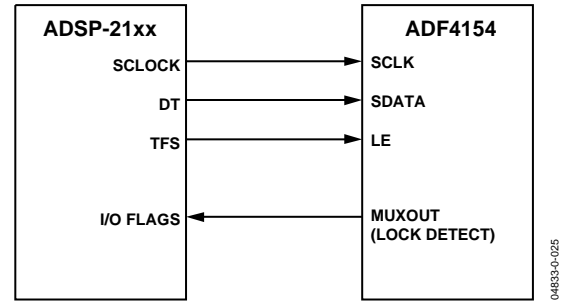 ADSP-21xx
ADF4154
SCLOCK
SCLK
DT
SDATA
TFS
LE
I/O FLAGS
MUXOUT
(LOCK DETECT)
04833-0-025